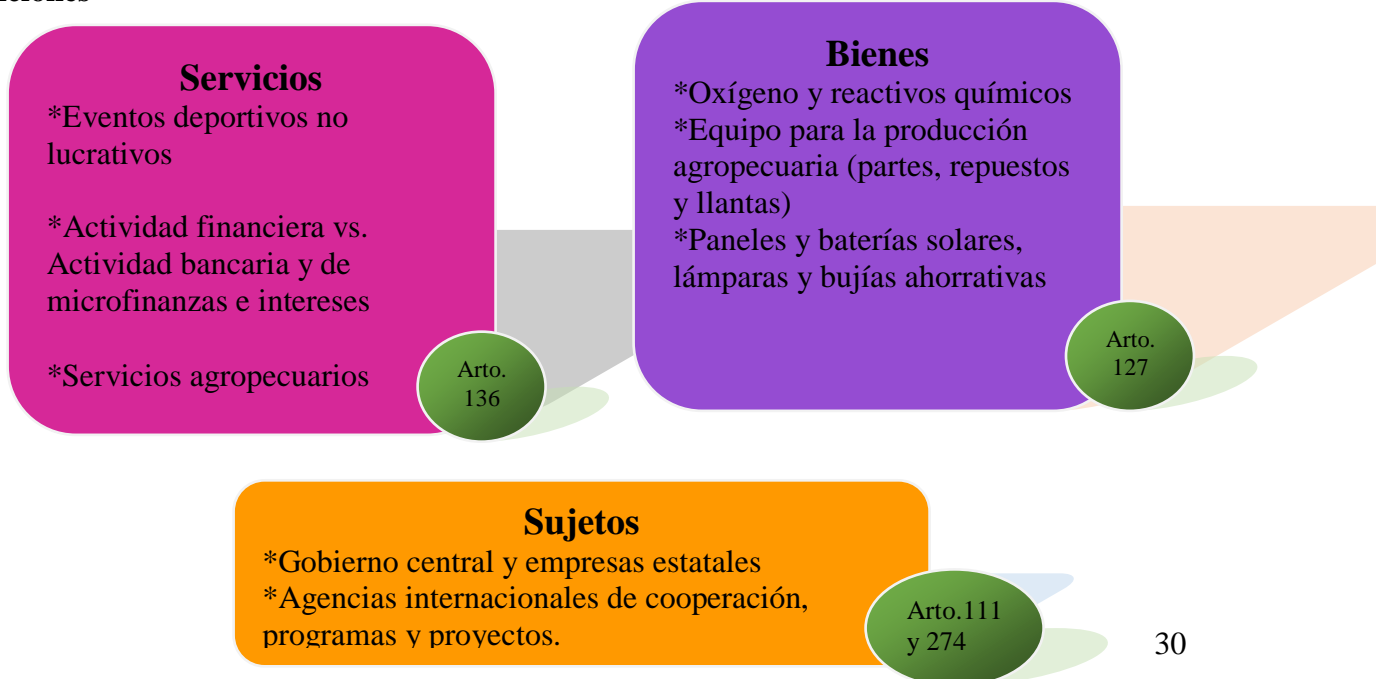 Servicios
*Eventos deportivos no
lucrativos
*Actividad financiera vs.
Actividad bancaria y de
microfinanzas e intereses
*Servicios agropecuarios
Arto.
136
Bienes
*Oxígeno y reactivos químicos
*Equipo para la producción
agropecuaria (partes, repuestos
y llantas)
*Paneles y baterías solares,
lámparas y bujías ahorrativas
Arto.
127
Sujetos
*Gobierno central y empresas estatales
*Agencias internacionales de cooperación,
programas y proyectos.
Arto.111
y 274
30